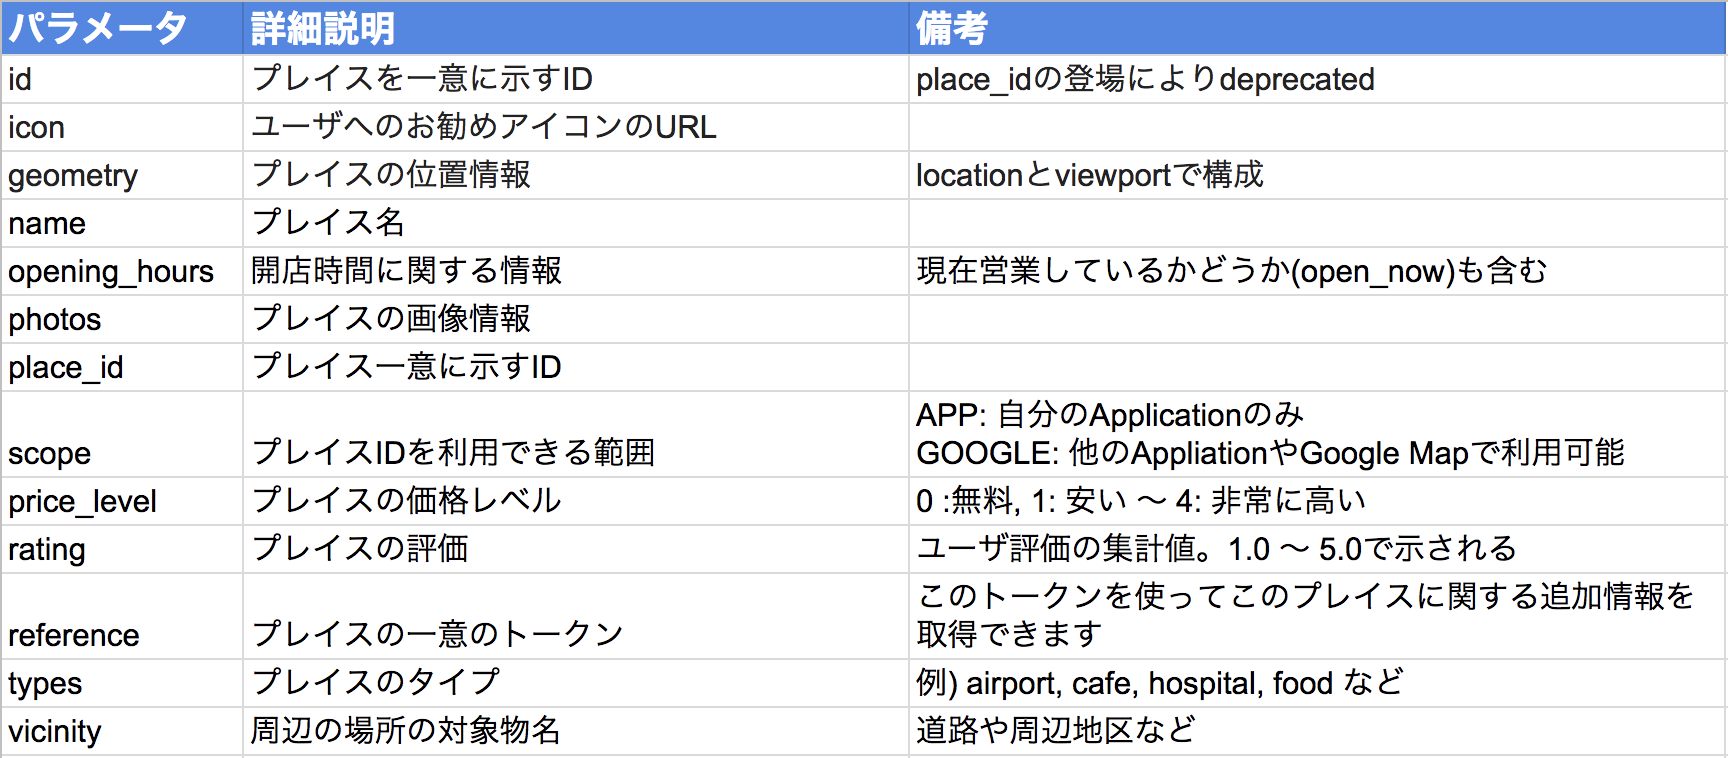 パラメータ 詳細説明 備考
id プレイスを一意に示すID place_idの登場によりdeprecated
icon ユーザへのお勧めアイコンのURL
geometry プレイスの位置情報 locationとviewportで構成
name プレイス名
opening_hours 開店時間に関する情報 現在営業しているかどうか(open_now)も含む
photos プレイスの画像情報
place_id プレイス一意に示すID
APP: 自分のApplicationのみ
scope プレイスIDを利用できる範囲 GOOGLE: 他のAppliationやGoogle Mapで利用可能
price_level プレイスの価格レベル 0 :無料, 1: 安い 〜 4: 非常に高い
rating プレイスの評価 ユーザ評価の集計値。1.0 〜 5.0で示される
このトークンを使ってこのプレイスに関する追加情報を
reference プレイスの一意のトークン 取得できます
types プレイスのタイプ 例) airport, cafe, hospital, food など
vicinity 周辺の場所の対象物名 道路や周辺地区など